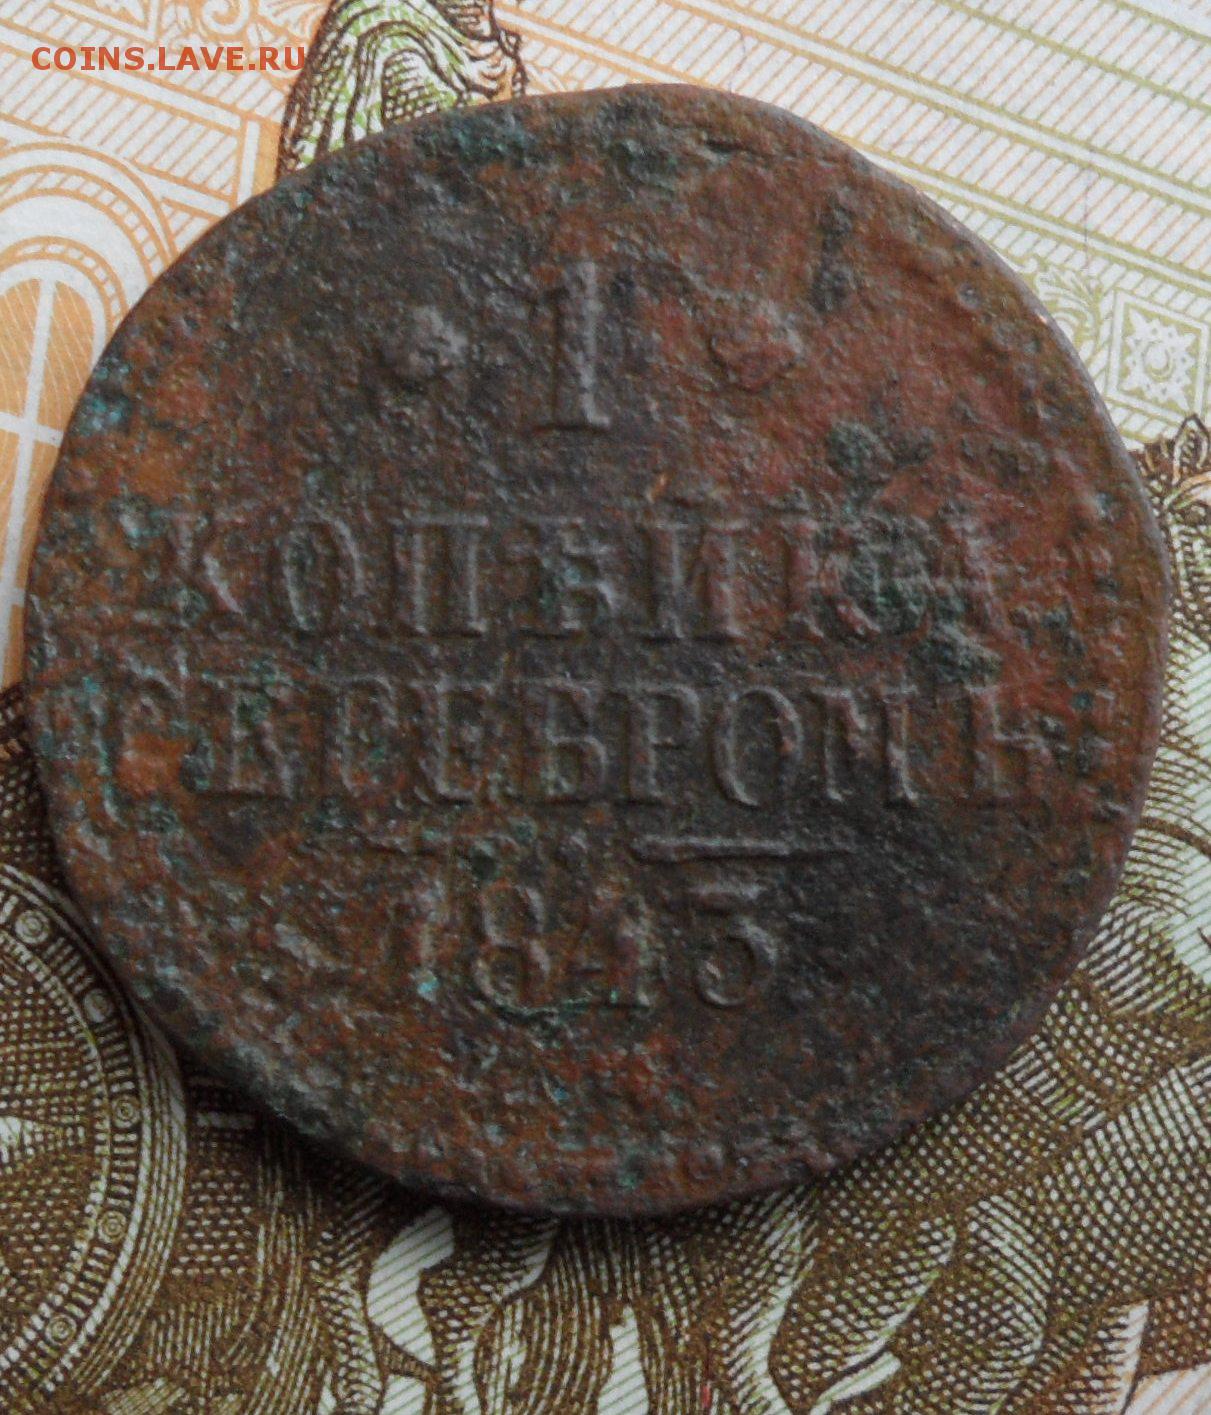 COINS.LAVE.RU
1
КОПѢЙКА
СЕРЕБРОМЪ
1843